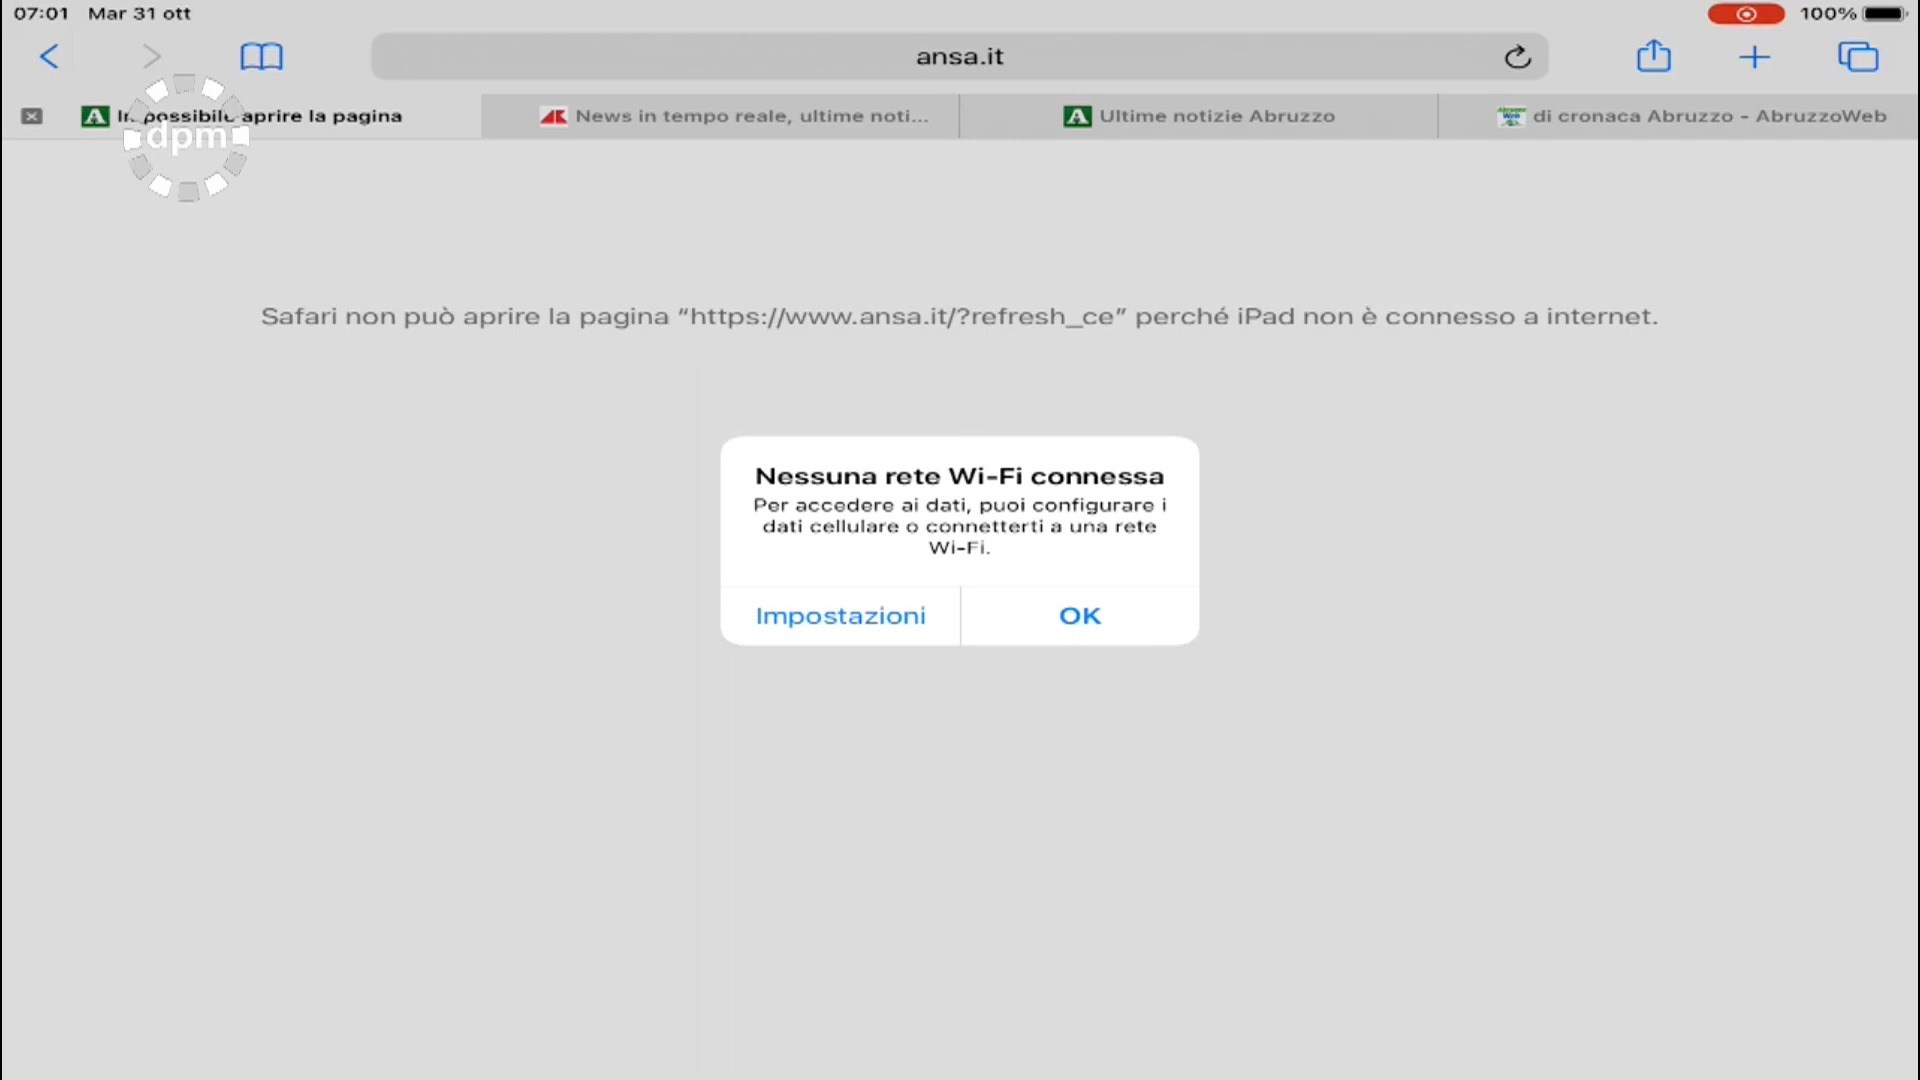 07:01 Mar 31 ott
100%
ansa.it
Impossibile aprire la pagina
News in tempo reale, ultime noti...
Ultime notizie Abruzzo
di cronaca Abruzzo - AbruzzoWeb
dpm
Safari non può aprire la pagina “https://www.ansa.it/?refresh_ce” perché iPad non è connesso a internet.
Nessuna rete Wi-Fi connessa
Per accedere ai dati, puoi configurare i
dati cellulare o connetterti a una rete
Wi-Fi.
Impostazioni
OK